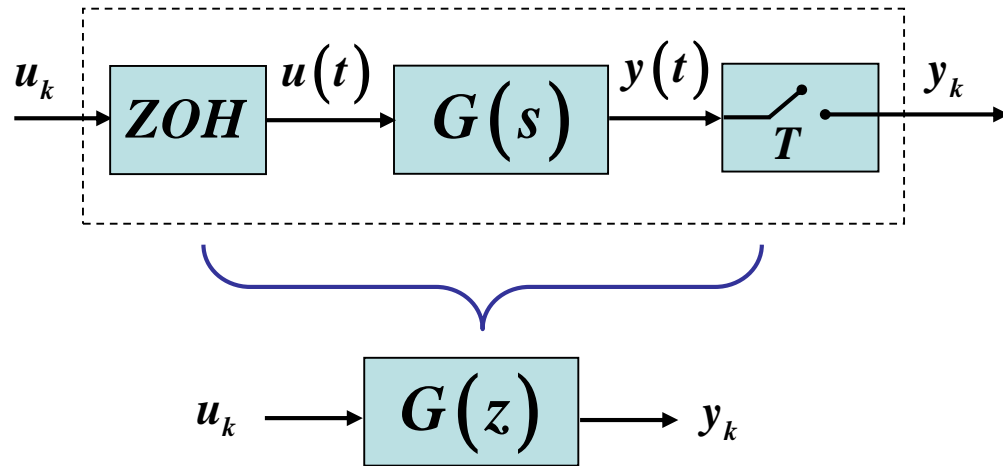 u_k
ZOH
u(t)
G(s)
y(t)
T
y_k
u_k
G(z)
y_k